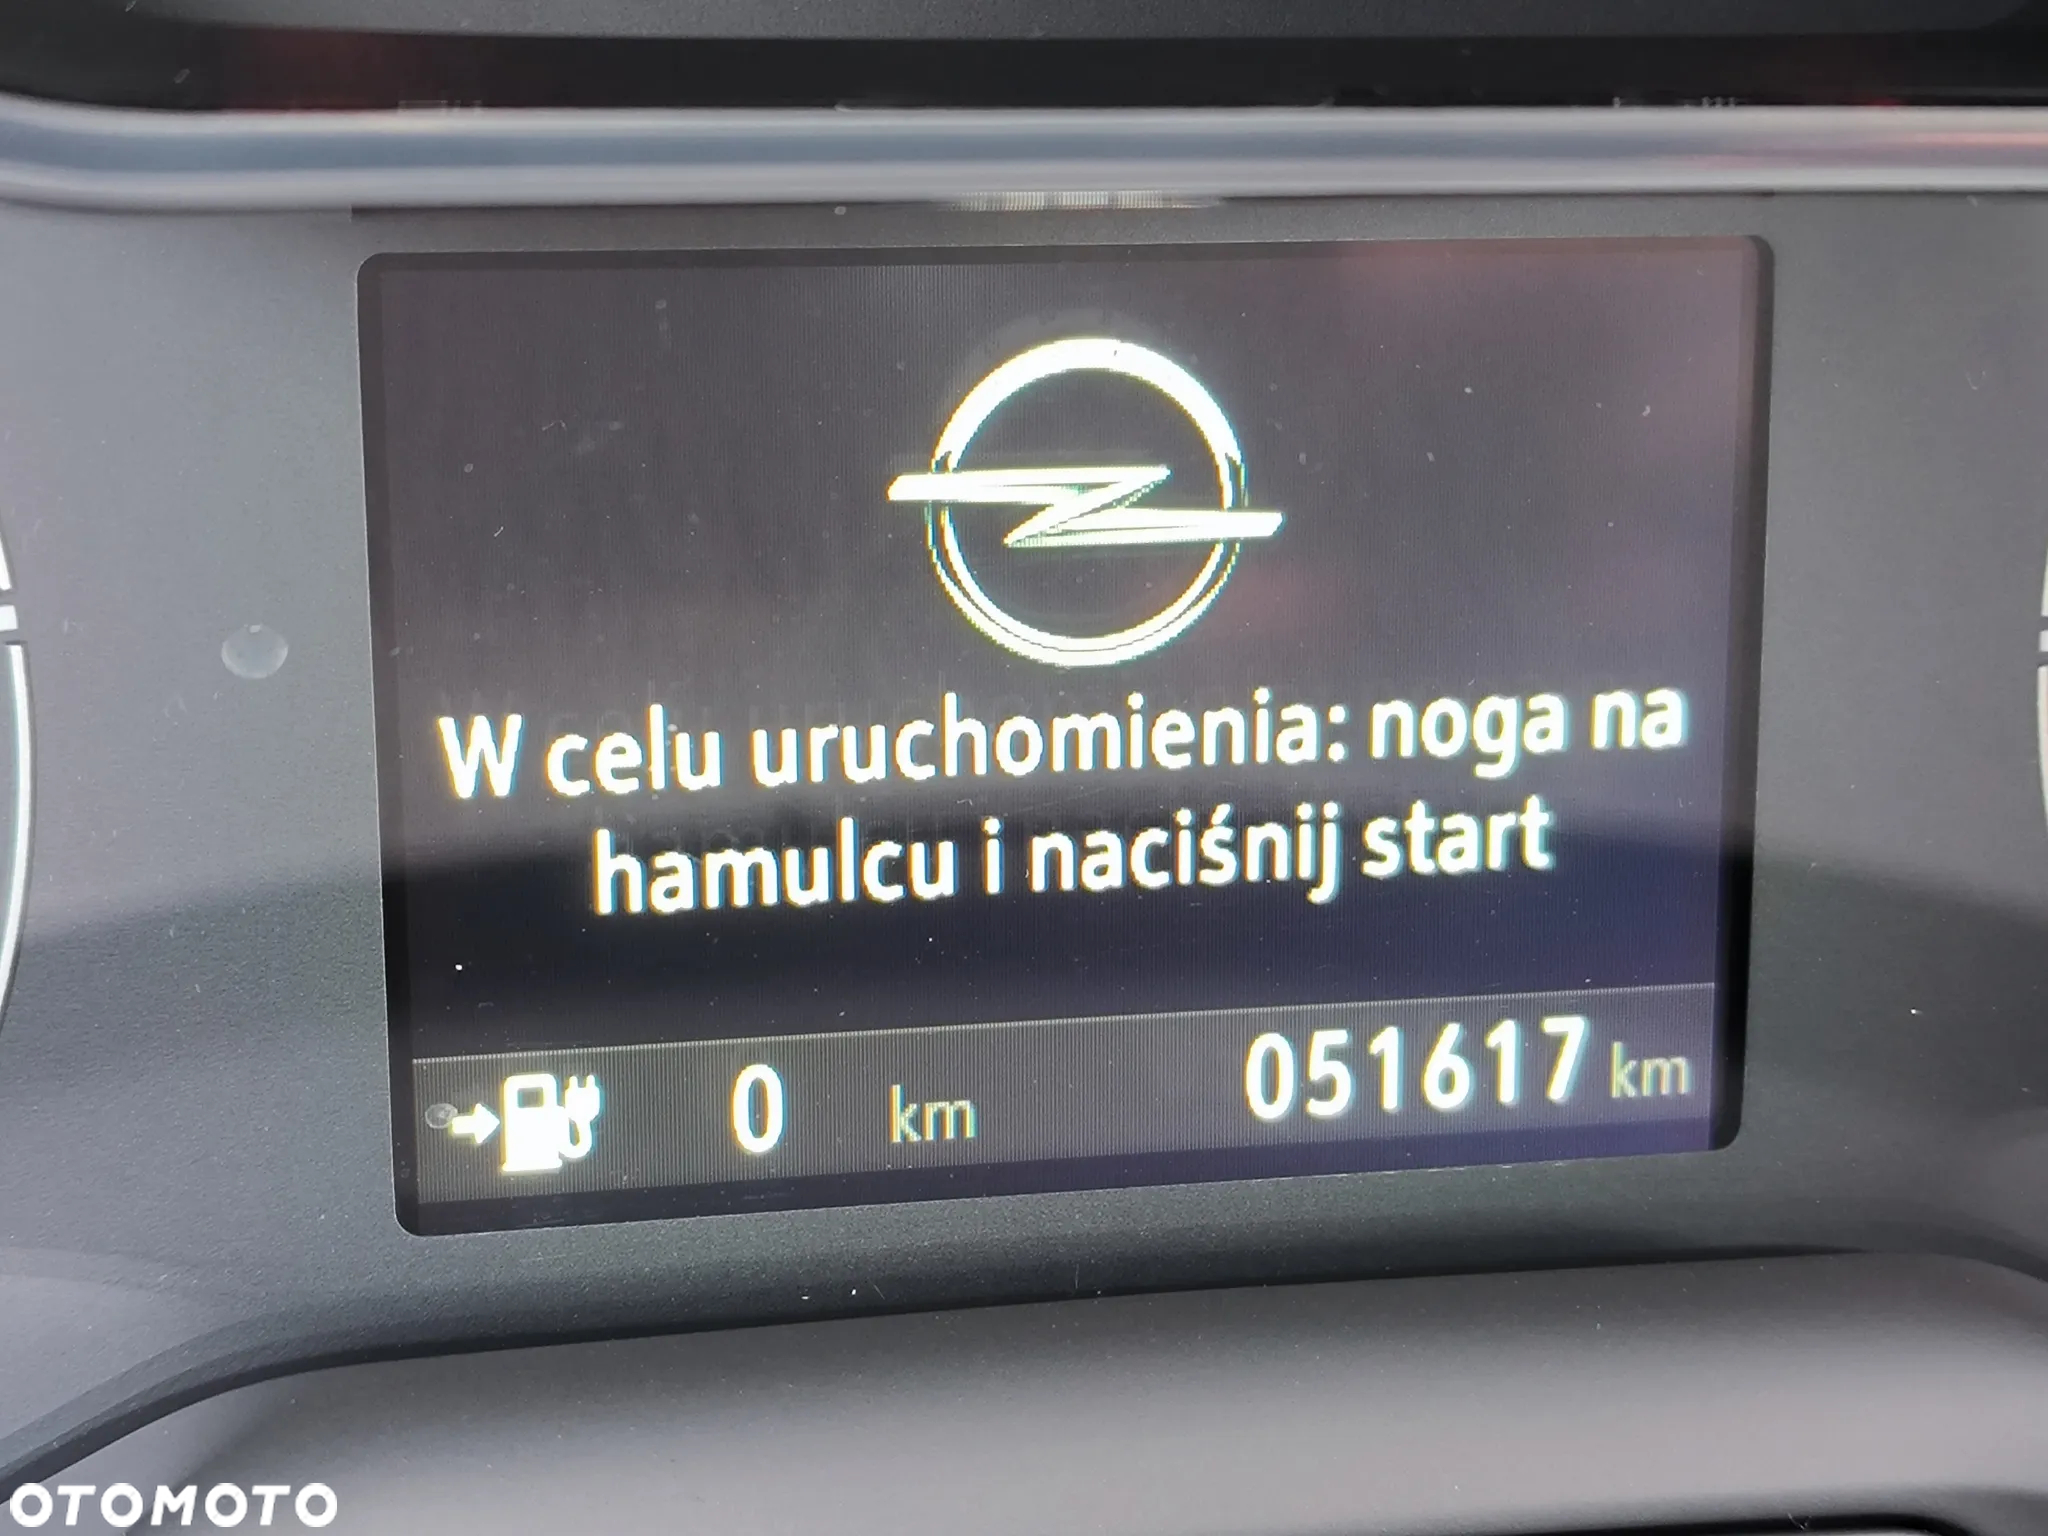 W celu uruchomienia: noga na
hamulcu i naciśnij start
0 km 051617 km
OTOMOTO